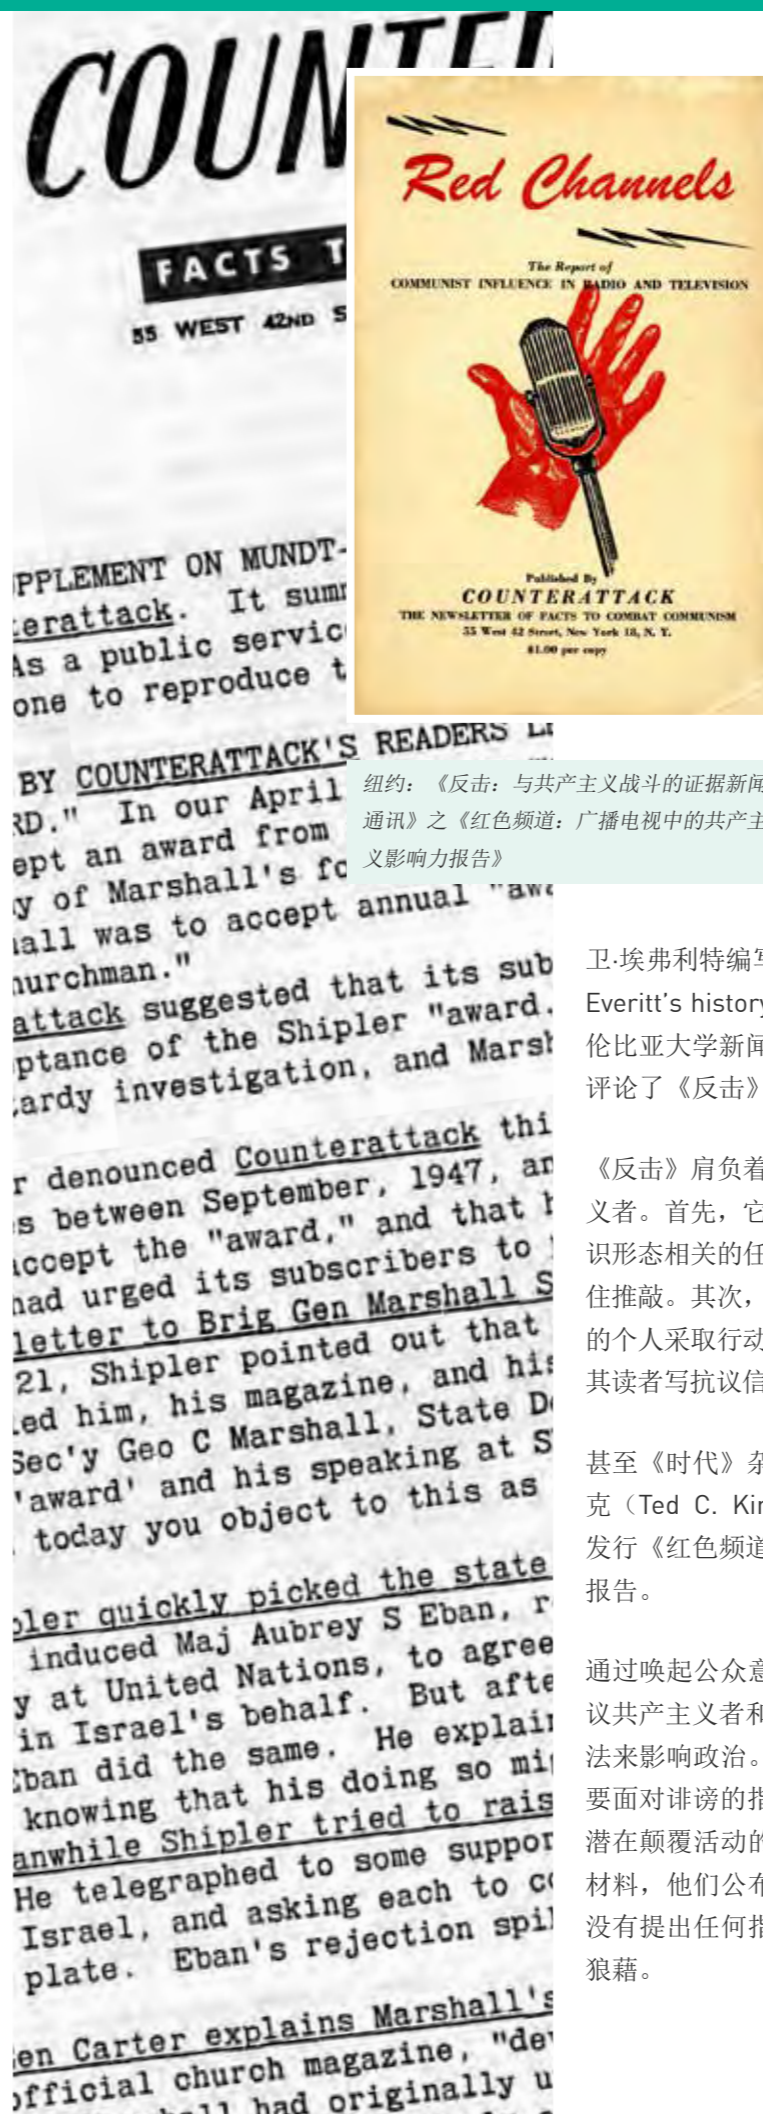 COUNTER
FACTS T
55 WEST 42ND S
UPPLEMENT ON MUNDT-
terattack. It summ
As a public servic
one to reproduce t
BY COUNTERATTACK'S READERS
RD." In our April
ept an award from
y of Marshall's fo
hall was to accept annual "awa
hurchman."
attack suggested that its sub
ptance of the Shipler "award.
tardy investigation, and Marsh
r denounced Counterattack thi
s between September, 1947, an
accept the "award," and that h
had urged its subscribers to
letter to Brig Gen Marshall S
21, Shipler pointed out that
ed him, his magazine, and his
Sec'y Geo C Marshall, State De
'award' and his speaking at S
today you object to this as
pler quickly picked the state
induced Maj Aubrey S Eban, r
y at United Nations, to agree
in Israel's behalf. But afte
Eban did the same. He explain
knowing that his doing so mi
anwhile Shipler tried to rais
He telegraphed to some suppor
Israel, and asking each to co
plate. Eban's rejection spil
en Carter explains Marshall's
official church magazine, "de
had originally u
Red Channels
The Report of
COMMUNIST INFLUENCE IN RADIO AND TELEVISION
Published By
COUNTERATTACK
THE NEWSLETTER OF FACTS TO COMBAT COMMUNISM
55 West 42 Street, New York 18, N. Y.
$1.00 per copy
纽约：《反击：与共产主义战斗的证据新闻
通讯》之《红色频道：广播电视中的共产主
义影响力报告》
卫·埃弗利特编写
Everitt's history
伦比亚大学新闻
评论了《反击》
《反击》肩负着
义者。首先，它
识形态相关的任
住推敲。其次，
的个人采取行动
其读者写抗议信
甚至《时代》杂
克（Ted C. Kir
发行《红色频道
报告。
通过唤起公众意
议共产主义者和
法来影响政治。
要面对诽谤的指
潜在颠覆活动的
材料，他们公布
没有提出任何指
狼藉。